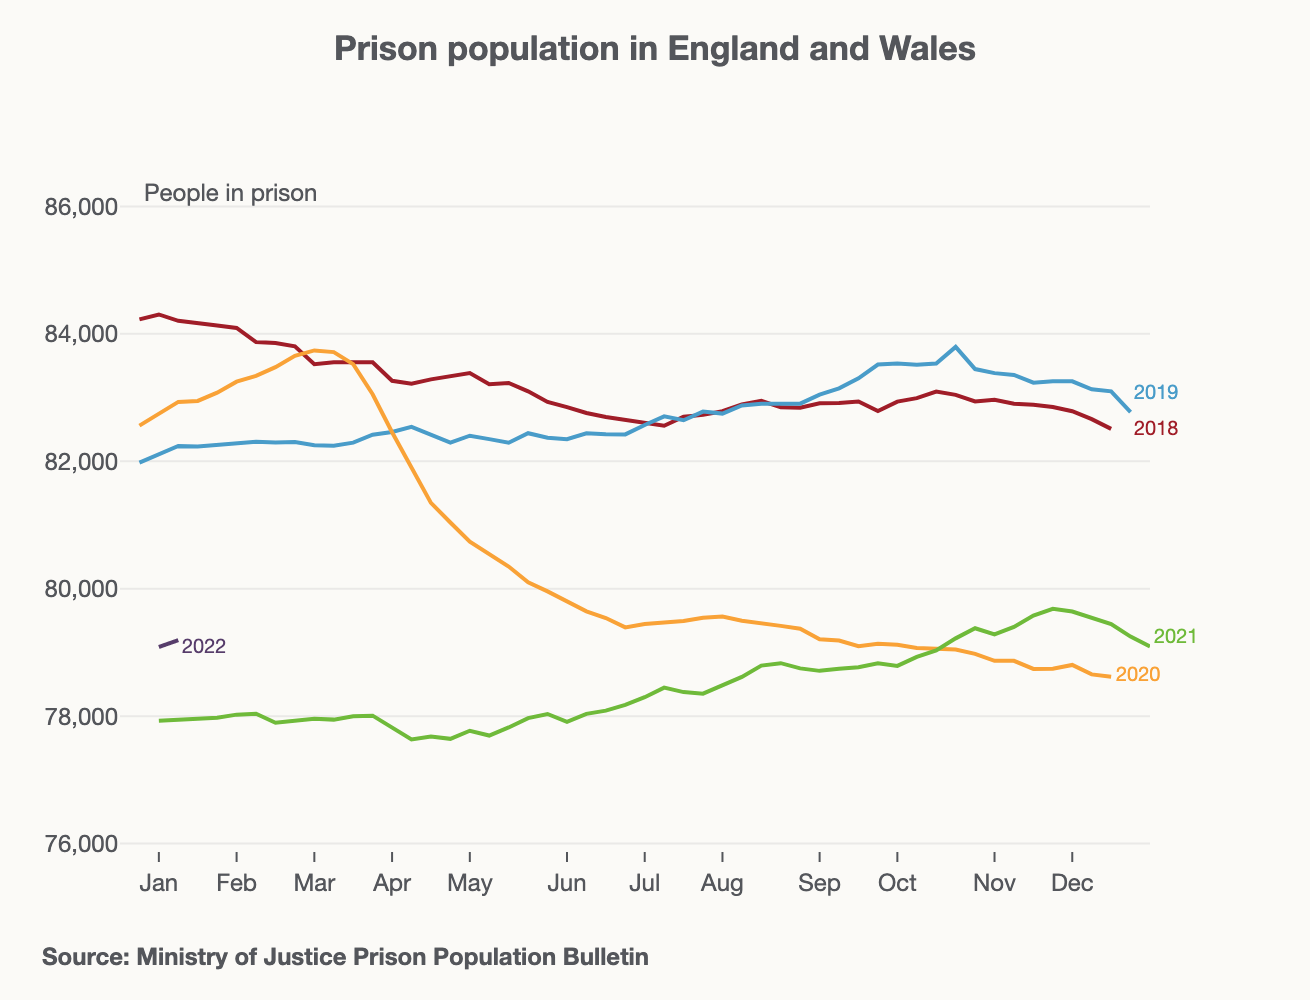 Prison population in England and Wales
People in prison
86,000
84,000
82,000
80,000
78,000
76,000
2019
2018
2022
2021
2020
Jan Feb Mar Apr May Jun Jul Aug Sep Oct Nov Dec
Source: Ministry of Justice Prison Population Bulletin